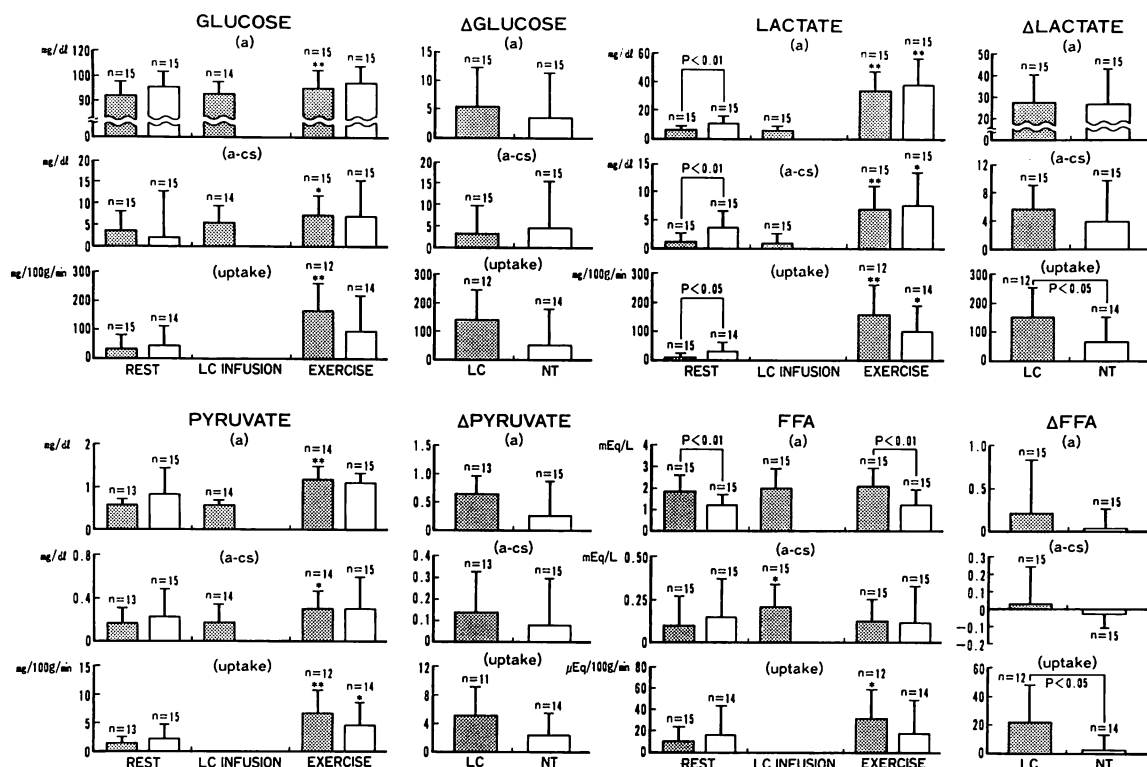 GLUCOSE
(a)
mg/dl
120
100
90
0
n=15
n=15
n=14
n=15
**
n=15
(a-cs)
mg/dl
20
15
10
5
0
n=15
n=15
n=14
n=15
*
n=15
(uptake)
mg/100g/min
300
200
100
0
n=15
n=14
n=12
**
n=14
REST LC INFUSION EXERCISE
ΔGLUCOSE
(a)
15
10
5
0
n=15
n=15
(a-cs)
20
15
10
5
0
n=15
n=15
(uptake)
300
200
100
0
n=12
n=14
LC NT
LACTATE
(a)
mg/dl
60
40
20
0
P<0.01
n=15
n=15
n=15
n=15
**
n=15
**
(a-cs)
mg/dl
15
10
5
0
P<0.01
n=15
n=15
n=15
n=15
**
n=15
*
(uptake)
mg/100g/min
300
200
100
0
P<0.05
n=15
n=14
n=12
**
n=14
*
REST LC INFUSION EXERCISE
ΔLACTATE
(a)
50
40
30
20
0
n=15
n=15
(a-cs)
12
8
4
0
n=15
n=15
(uptake)
300
200
100
0
n=12
P<0.05
n=14
LC NT
PYRUVATE
(a)
mg/dl
2
1
0
n=13
n=15
n=14
n=14
**
n=15
(a-cs)
mg/dl
0.8
0.4
0
n=13
n=15
n=14
n=14
*
n=15
(uptake)
mg/100g/min
15
10
5
0
n=13
n=15
n=12
**
n=14
*
REST LC INFUSION EXERCISE
ΔPYRUVATE
(a)
1.5
1.0
0.5
0
n=13
n=15
(a-cs)
0.4
0.3
0.2
0.1
0
n=13
n=15
(uptake)
12
8
4
0
n=11
n=14
LC NT
FFA
(a)
mEq/L
4
3
2
1
0
P<0.01
n=15
n=15
n=15
P<0.01
n=15
n=15
(a-cs)
mEq/L
0.50
0.25
0
n=15
n=15
n=15
*
n=15
n=15
(uptake)
μEq/100g/min
80
60
40
20
0
n=15
n=14
n=12
*
n=14
REST LC INFUSION EXERCISE
ΔFFA
(a)
1.0
0.5
0
n=15
n=15
(a-cs)
0.3
0.2
0.1
0
-0.1
-0.2
n=15
n=15
(uptake)
60
40
20
0
n=12
P<0.05
n=14
LC NT